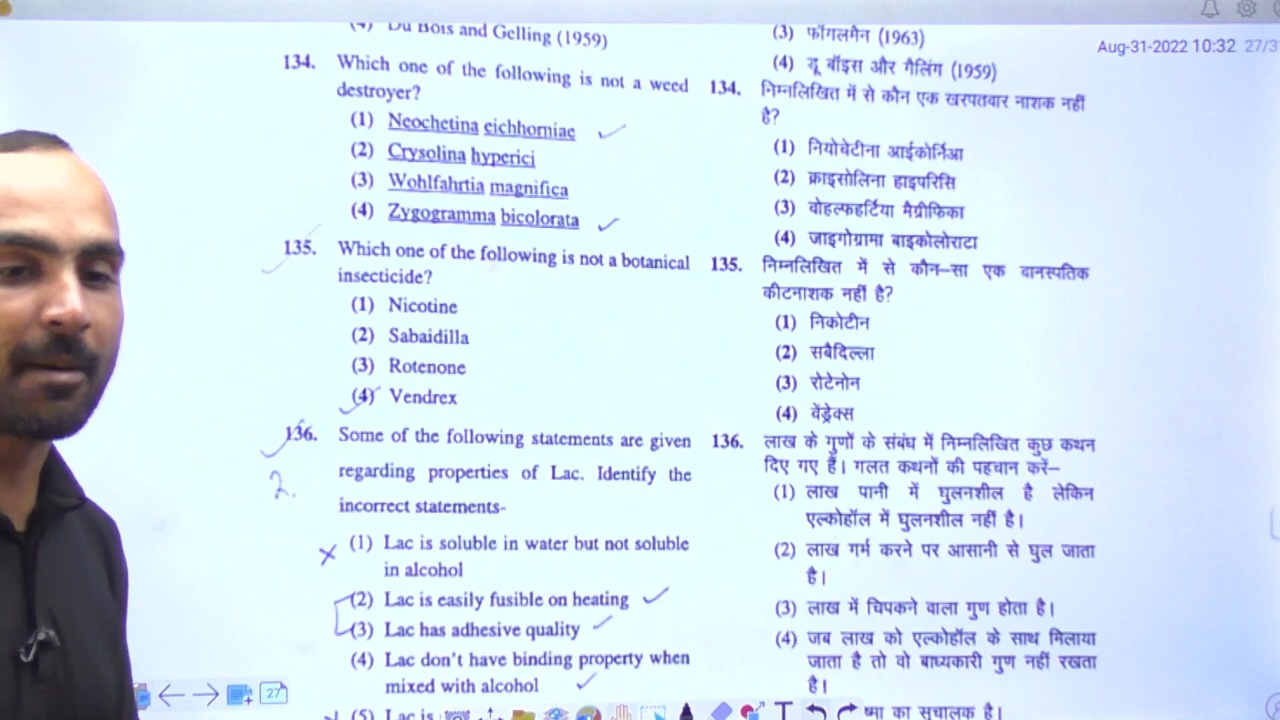 (4) Du Bois and Gelling (1959)
134. Which one of the following is not a weed
destroyer?
(1) Neochetina eichhorniae
(2) Crysolina hyperici
(3) Wohlfahrtia magnifica
(4) Zygogramma bicolorata
135. Which one of the following is not a botanical
insecticide?
(1) Nicotine
(2) Sabaidilla
(3) Rotenone
(4) Vendrex
136. Some of the following statements are given
2.
regarding properties of Lac. Identify the
incorrect statements-
(1) Lac is soluble in water but not soluble
in alcohol
(2) Lac is easily fusible on heating
(3) Lac has adhesive quality
(4) Lac don't have binding property when
mixed with alcohol
(5) Lac is
(3) फॉगलमैन (1963)
(4) डू बॉइस और गैलिंग (1959)
134. निम्नलिखित में से कौन एक खरपतवार नाशक नहीं
है?
(1) नियोचेटीना आईकोर्निआ
(2) क्राइसोलिना हाइपरिसि
(3) वोहल्फहर्टिया मैग्नीफिका
(4) जाइगोग्रामा बाइकोलोराटा
135. निम्नलिखित में से कौन-सा एक वानस्पतिक
कीटनाशक नहीं है?
(1) निकोटीन
(2) सबैदिल्ला
(3) रोटेनोन
(4) वेंड्रेक्स
136. लाख के गुणों के संबंध में निम्नलिखित कुछ कथन
दिए गए हैं। गलत कथनों की पहचान करें–
(1) लाख पानी में घुलनशील है लेकिन
एल्कोहॉल में घुलनशील नहीं है।
(2) लाख गर्म करने पर आसानी से घुल जाता
है।
(3) लाख में चिपकने वाला गुण होता है।
(4) जब लाख को एल्कोहॉल के साथ मिलाया
जाता है तो वो बाध्यकारी गुण नहीं रखता
है।
ष्मा का सुचालक है।
Aug-31-2022 10:32 27/3
27